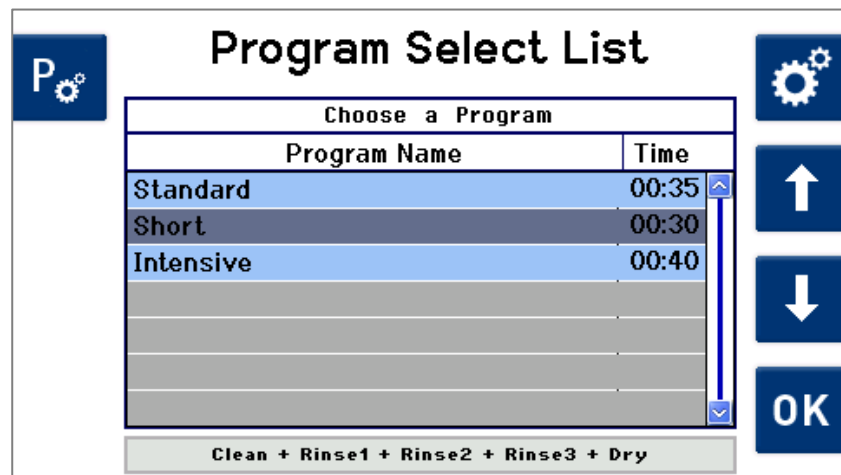 P
Program Select List
Choose a Program
Program Name Time
Standard 00:35
Short 00:30
Intensive 00:40
OK
Clean + Rinse1 + Rinse2 + Rinse3 + Dry